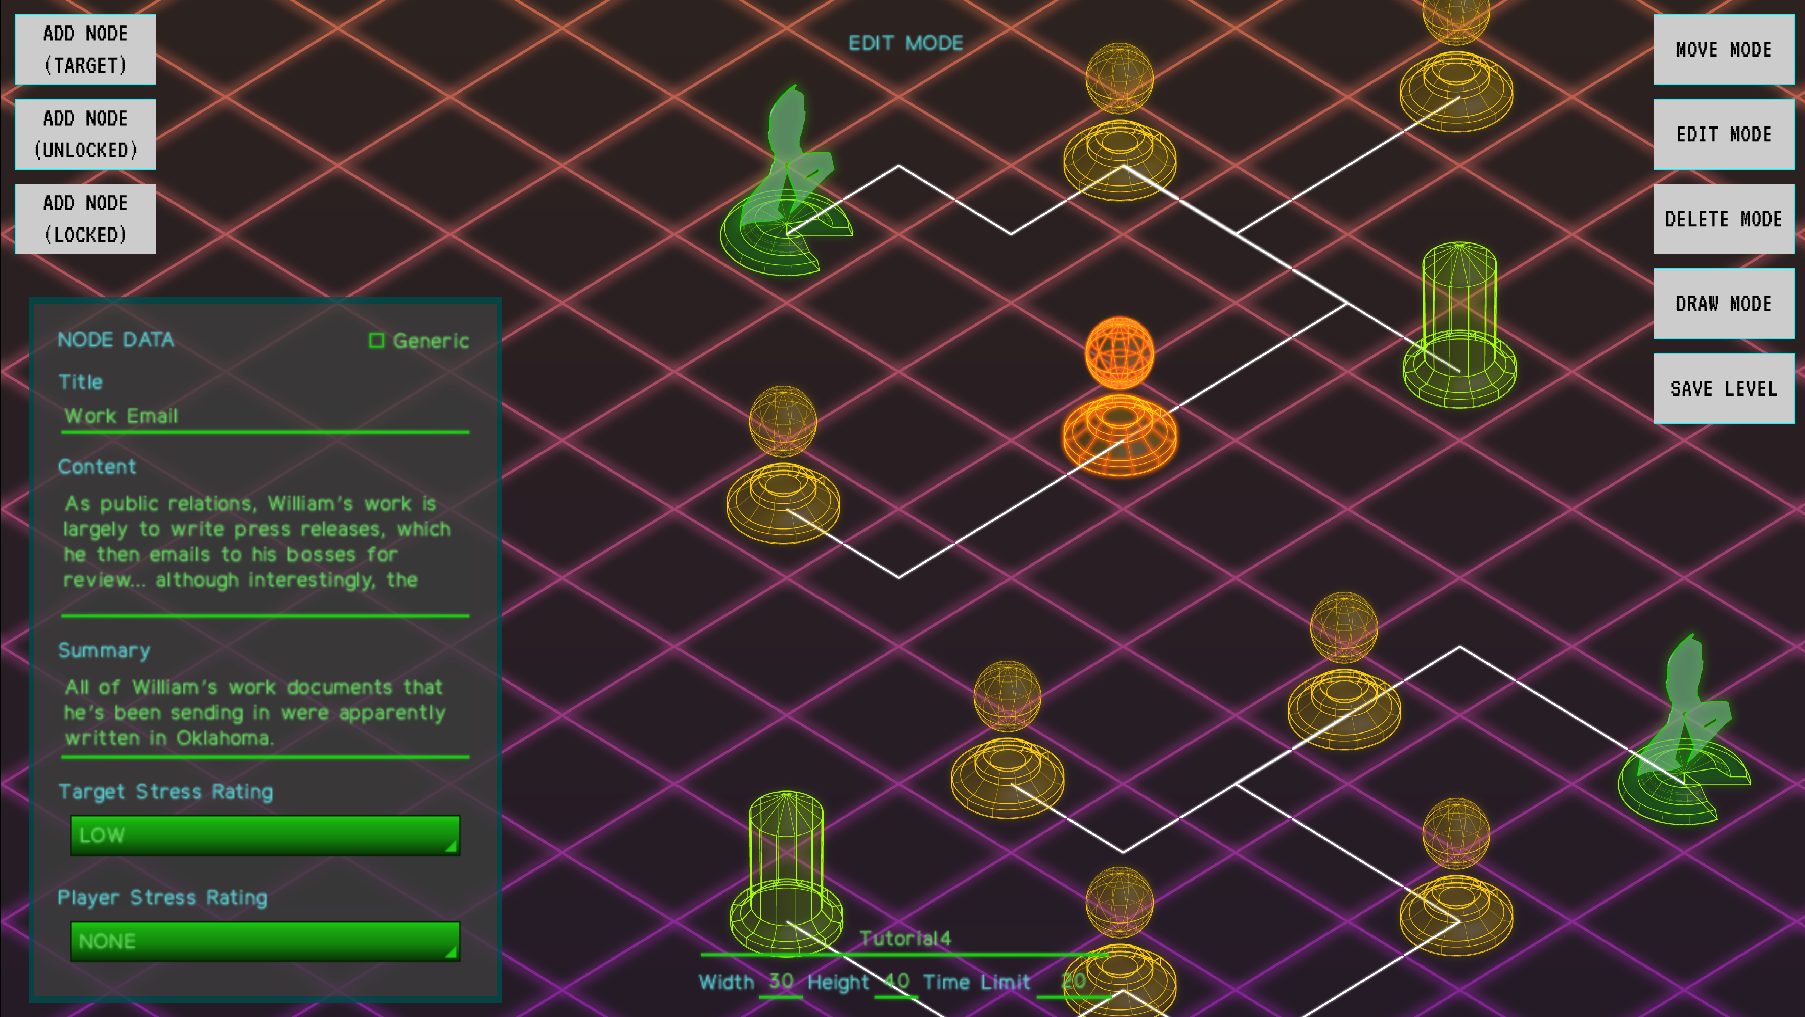 ADD NODE
(TARGET)
ADD NODE
(UNLOCKED)
ADD NODE
(LOCKED)
EDIT MODE
MOVE MODE
EDIT MODE
DELETE MODE
DRAW MODE
SAVE LEVEL
NODE DATA
Generic
Title
Work Email
Content
As public relations, William's work is
largely to write press releases, which
he then emails to his bosses for
review... although interestingly, the
Summary
All of William's work documents that
he's been sending in were apparently
written in Oklahoma.
Target Stress Rating
LOW
Player Stress Rating
NONE
Tutorial4
Width 30 Height 40 Time Limit 20